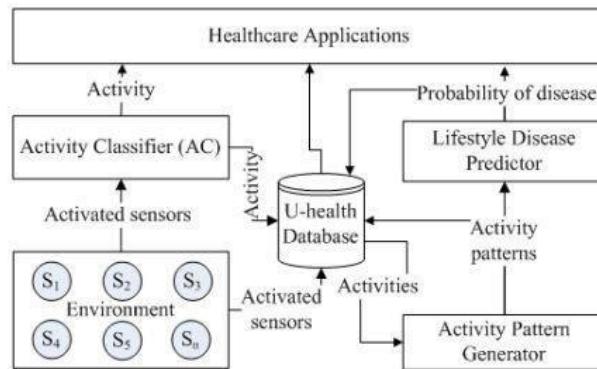 Healthcare Applications
Activity
Probability of disease
Activity Classifier (AC)
Lifestyle Disease
Predictor
Activity
Activated sensors
U-health
Database
Activity
patterns
S1 S2 S3
Environment
S4 S5 Sn
Activated
sensors
Activities
Activity Pattern
Generator